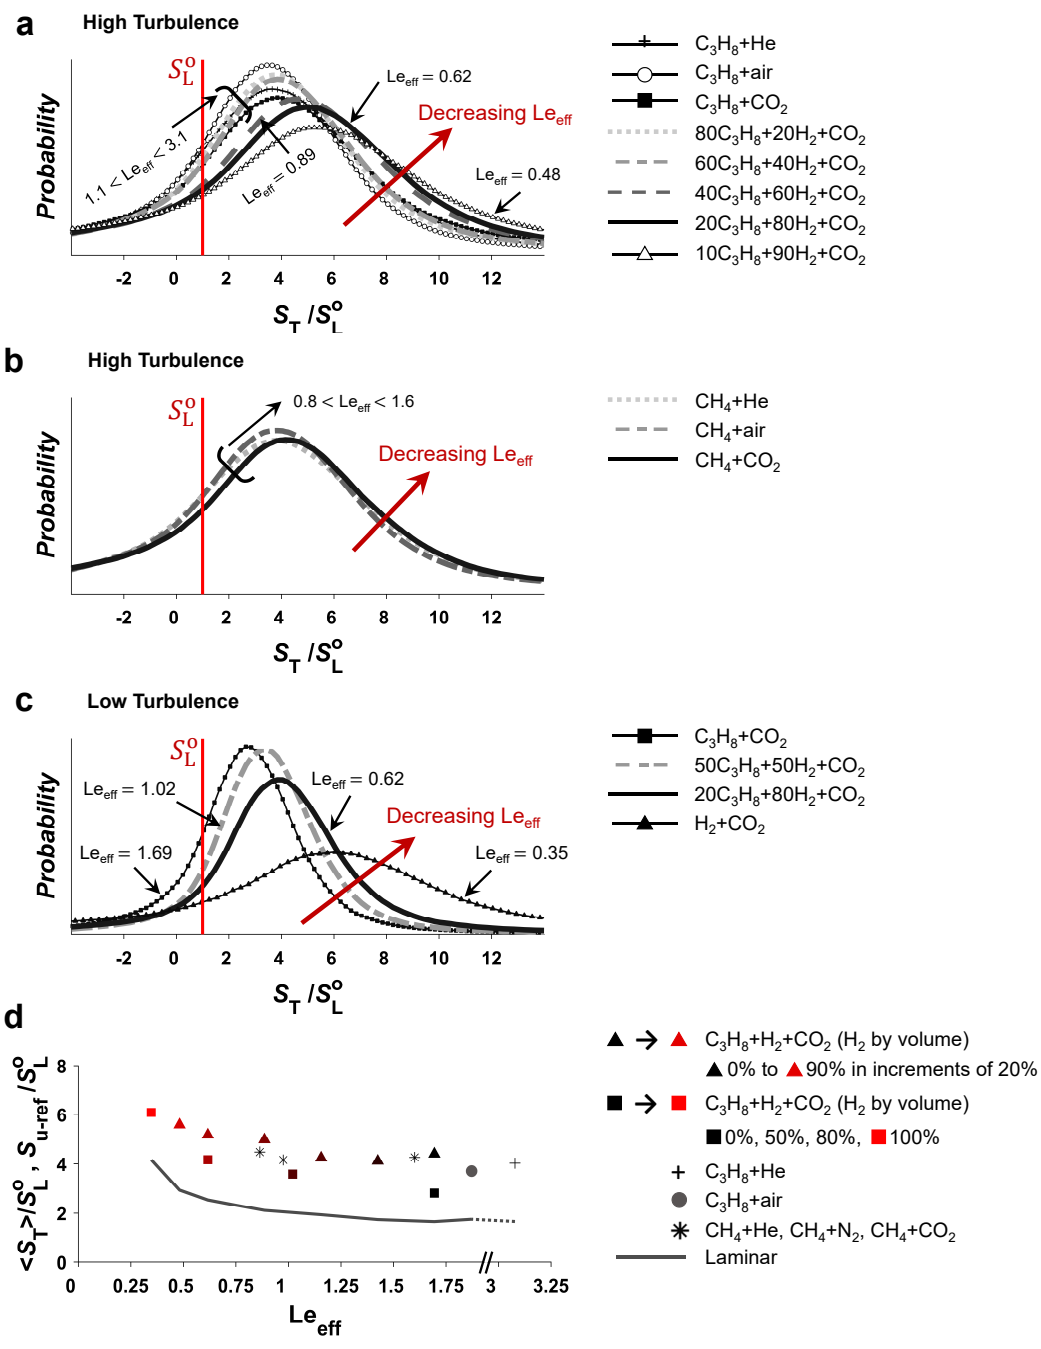 a
High Turbulence
S_L^o
Le_eff = 0.62
Decreasing Le_eff
1.1 < Le_eff < 3.1
Le_eff = 0.89
Le_eff = 0.48
Probability
-2 0 2 4 6 8 10 12
S_T /S_L^o
C₃H₈+He
C₃H₈+air
C₃H₈+CO₂
80C₃H₈+20H₂+CO₂
60C₃H₈+40H₂+CO₂
40C₃H₈+60H₂+CO₂
20C₃H₈+80H₂+CO₂
10C₃H₈+90H₂+CO₂
b
High Turbulence
S_L^o
0.8 < Le_eff < 1.6
Decreasing Le_eff
Probability
-2 0 2 4 6 8 10 12
S_T /S_L^o
CH₄+He
CH₄+air
CH₄+CO₂
c
Low Turbulence
S_L^o
Le_eff = 1.02
Le_eff = 0.62
Decreasing Le_eff
Le_eff = 1.69
Le_eff = 0.35
Probability
-2 0 2 4 6 8 10 12
S_T /S_L^o
C₃H₈+CO₂
50C₃H₈+50H₂+CO₂
20C₃H₈+80H₂+CO₂
H₂+CO₂
d
<S_T>/S_L^o , S_u-ref /S_L^o
8
6
4
2
0
0 0.25 0.5 0.75 1 1.25 1.5 1.75 3 3.25
Le_eff
C₃H₈+H₂+CO₂ (H₂ by volume)
0% to 90% in increments of 20%
C₃H₈+H₂+CO₂ (H₂ by volume)
0%, 50%, 80%, 100%
C₃H₈+He
C₃H₈+air
CH₄+He, CH₄+N₂, CH₄+CO₂
Laminar